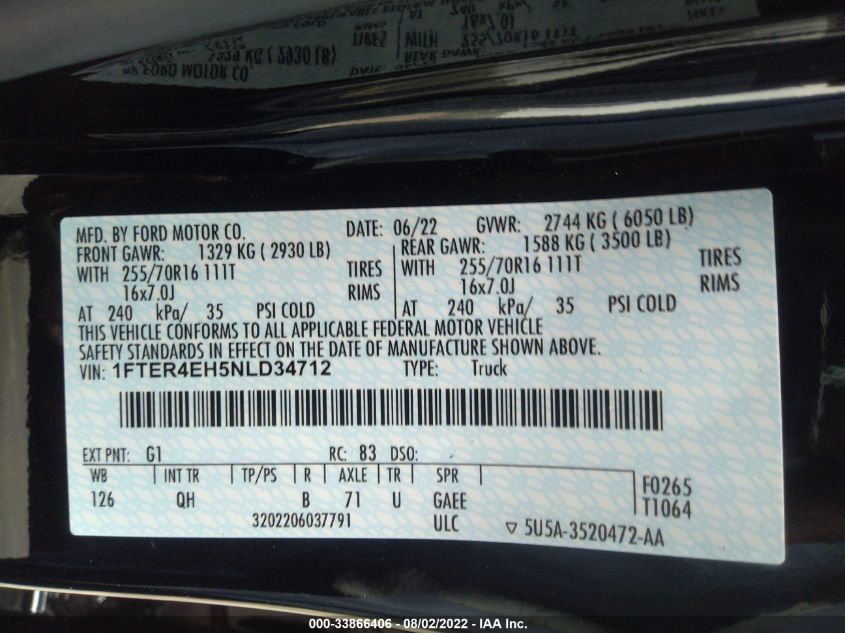 MFD. BY FORD MOTOR CO. DATE: 06/22 GVWR: 2744 KG ( 6050 LB)
FRONT GAWR: 1329 KG ( 2930 LB) REAR GAWR: 1588 KG ( 3500 LB)
WITH 255/70R16 111T TIRES WITH 255/70R16 111T TIRES
16x7.0J RIMS 16x7.0J RIMS
AT 240 kPa/ 35 PSI COLD AT 240 kPa/ 35 PSI COLD
THIS VEHICLE CONFORMS TO ALL APPLICABLE FEDERAL MOTOR VEHICLE
SAFETY STANDARDS IN EFFECT ON THE DATE OF MANUFACTURE SHOWN ABOVE.
VIN: 1FTER4EH5NLD34712 TYPE: Truck
EXT PNT: G1 RC: 83 DSO:
WB INT TR TP/PS R AXLE TR SPR
126 QH B 71 U GAEE
F0265
T1064
3202206037791 ULC ▽ 5U5A-3520472-AA
000-33866406 - 08/02/2022 - IAA Inc.